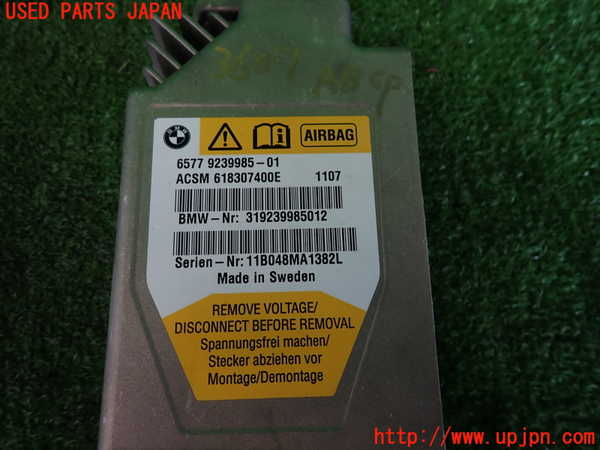 USED PARTS JAPAN
BMW
AIRBAG
6577 9239985-01
ACSM 618307400E 1107
BMW-Nr: 319239985012
Serien-Nr: 11B048MA1382L
Made in Sweden
REMOVE VOLTAGE/
DISCONNECT BEFORE REMOVAL
Spannungsfrei machen/
Stecker abziehen vor
Montage/Demontage
http://www.upjpn.com